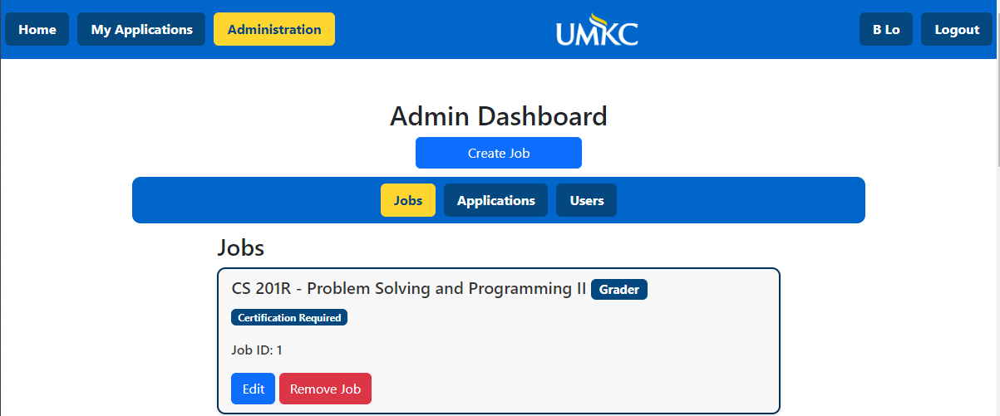 Home My Applications Administration UMKC B Lo Logout
Admin Dashboard
Create Job
Jobs Applications Users
Jobs
CS 201R - Problem Solving and Programming II Grader
Certification Required
Job ID: 1
Edit Remove Job